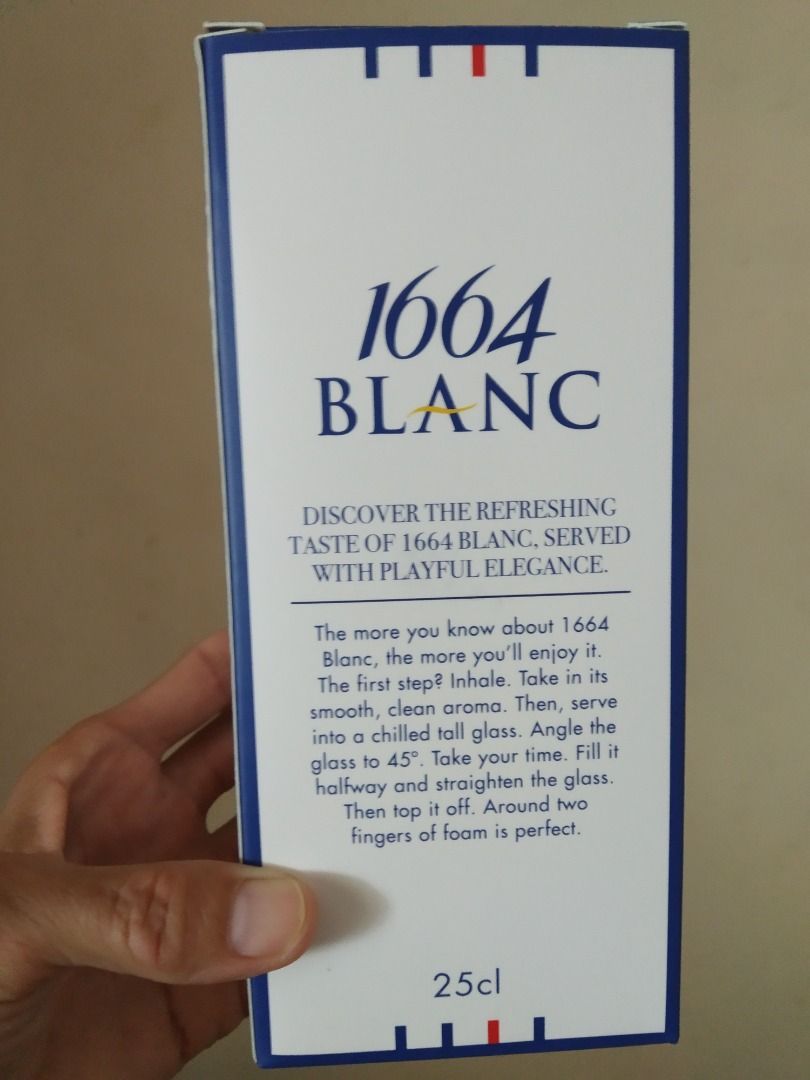 1664
BLANC
DISCOVER THE REFRESHING
TASTE OF 1664 BLANC, SERVED
WITH PLAYFUL ELEGANCE.
The more you know about 1664
Blanc, the more you'll enjoy it.
The first step? Inhale. Take in its
smooth, clean aroma. Then, serve
into a chilled tall glass. Angle the
glass to 45°. Take your time. Fill it
halfway and straighten the glass.
Then top it off. Around two
fingers of foam is perfect.
25cl